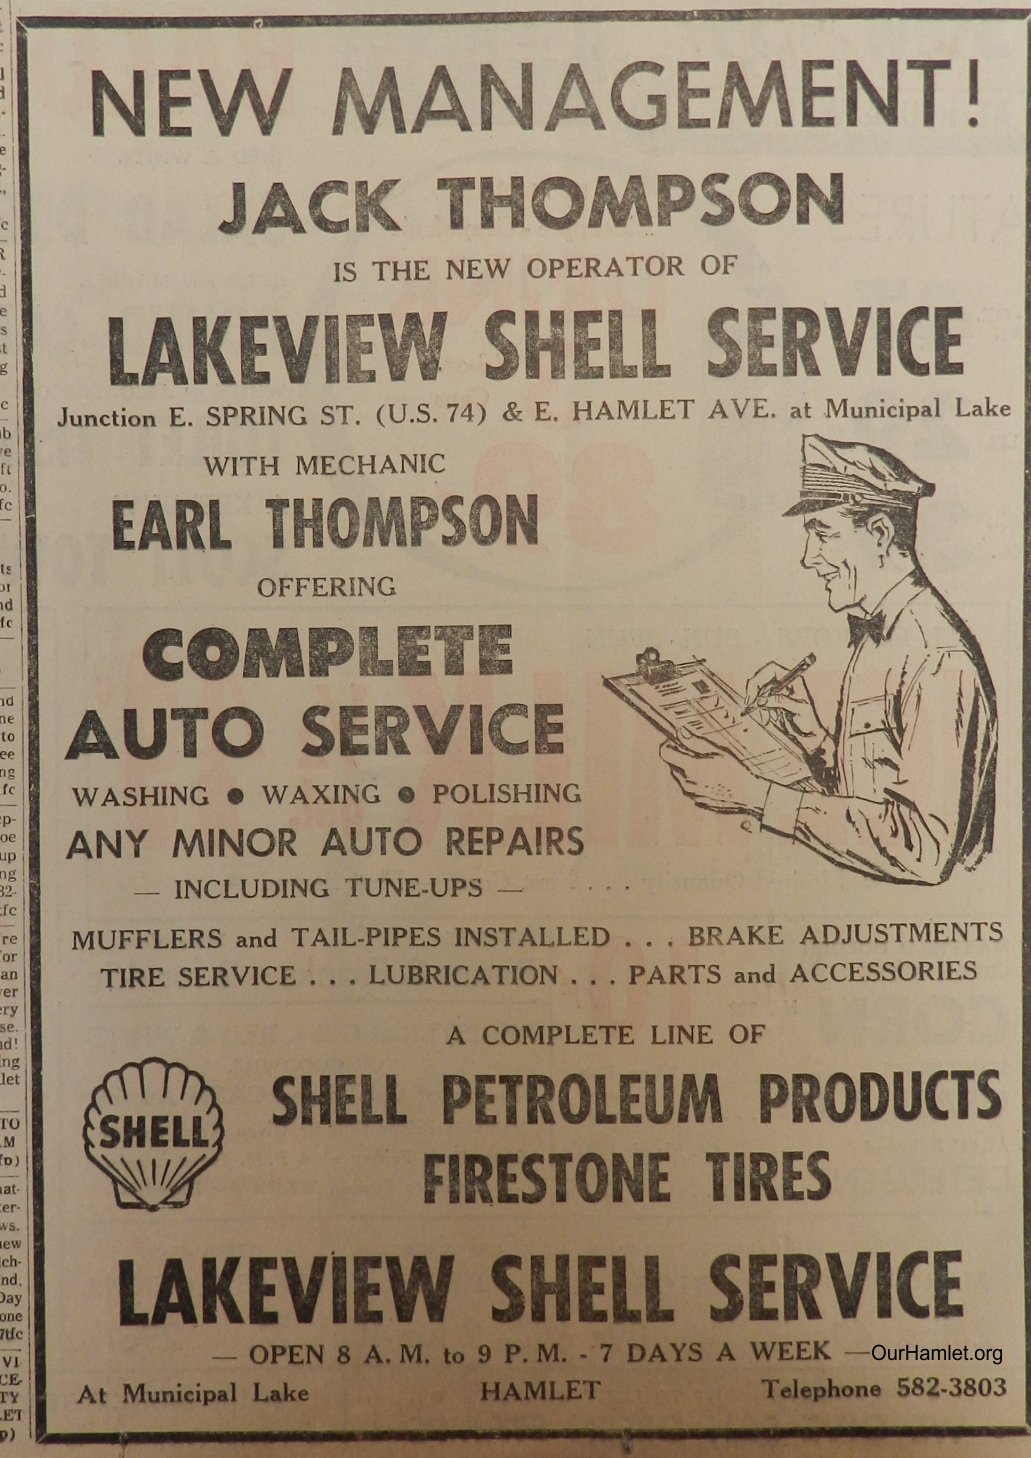 NEW MANAGEMENT!
JACK THOMPSON
IS THE NEW OPERATOR OF
LAKEVIEW SHELL SERVICE
Junction E. SPRING ST. (U.S. 74) & E. HAMLET AVE. at Municipal Lake
WITH MECHANIC
EARL THOMPSON
OFFERING
COMPLETE
AUTO SERVICE
WASHING ● WAXING ● POLISHING
ANY MINOR AUTO REPAIRS
— INCLUDING TUNE-UPS —
MUFFLERS and TAIL-PIPES INSTALLED . . . BRAKE ADJUSTMENTS
TIRE SERVICE . . . LUBRICATION . . . PARTS and ACCESSORIES
A COMPLETE LINE OF
SHELL
SHELL PETROLEUM PRODUCTS
FIRESTONE TIRES
LAKEVIEW SHELL SERVICE
— OPEN 8 A. M. to 9 P. M. - 7 DAYS A WEEK —
OurHamlet.org
At Municipal Lake HAMLET Telephone 582-3803